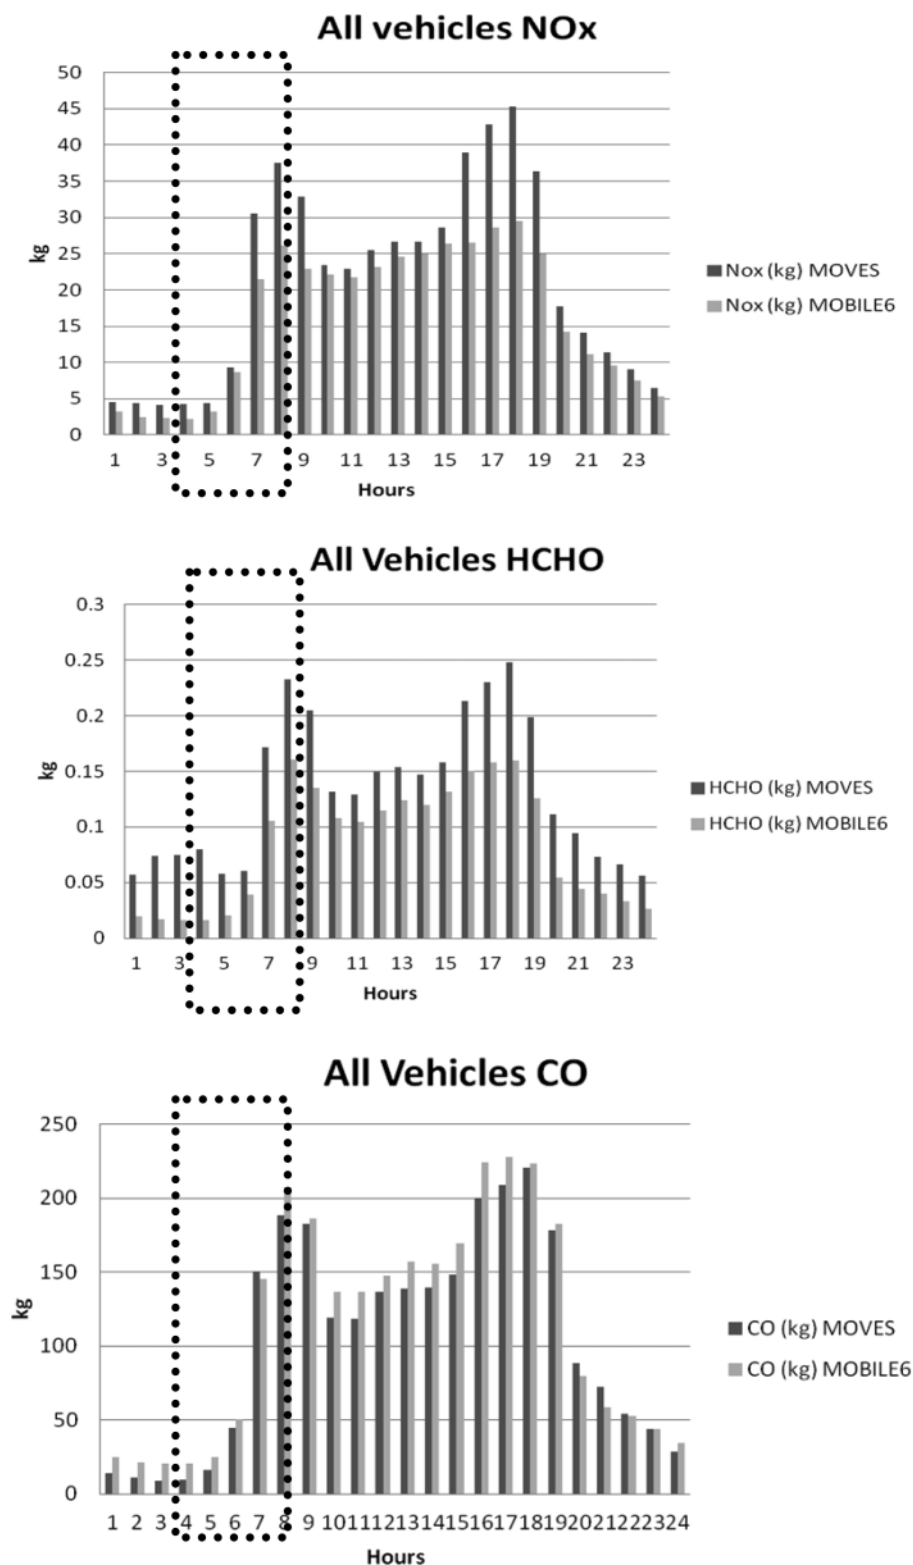 All vehicles NOx
50
45
40
35
30
25
20
15
10
5
0
kg
1 3 5 7 9 11 13 15 17 19 21 23
Hours
Nox (kg) MOVES
Nox (kg) MOBILE6
All Vehicles HCHO
0.3
0.25
0.2
0.15
0.1
0.05
0
kg
1 3 5 7 9 11 13 15 17 19 21 23
Hours
HCHO (kg) MOVES
HCHO (kg) MOBILE6
All Vehicles CO
250
200
150
100
50
0
kg
1 2 3 4 5 6 7 8 9 10 11 12 13 14 15 16 17 18 19 20 21 22 23 24
Hours
CO (kg) MOVES
CO (kg) MOBILE6